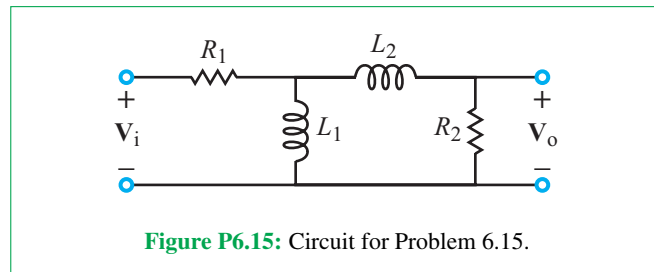 R1 L2
+ +
Vi L1 R2 Vo
– –
Figure P6.15: Circuit for Problem 6.15.